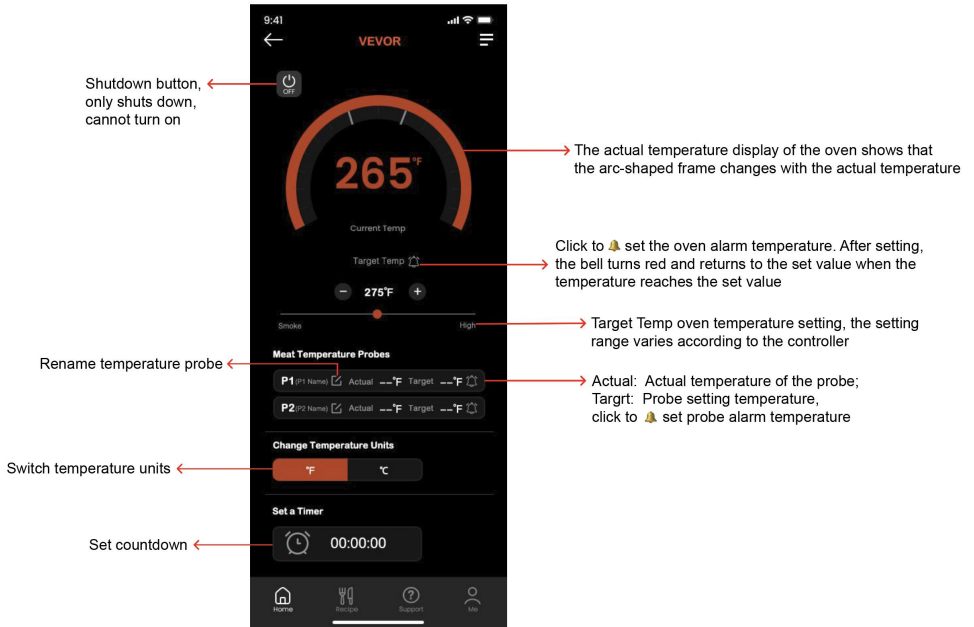 9:41
VEVOR
OFF
Shutdown button,
only shuts down,
cannot turn on
265°F
Current Temp
The actual temperature display of the oven shows that
the arc-shaped frame changes with the actual temperature
Target Temp
Click to 🔔 set the oven alarm temperature. After setting,
the bell turns red and returns to the set value when the
temperature reaches the set value
− 275°F +
Smoke High
Target Temp oven temperature setting, the setting
range varies according to the controller
Meat Temperature Probes
Rename temperature probe
P1(P1 Name) Actual --°F Target --°F
P2(P2 Name) Actual --°F Target --°F
Actual: Actual temperature of the probe;
Targrt: Probe setting temperature,
click to 🔔 set probe alarm temperature
Change Temperature Units
Switch temperature units
°F °C
Set a Timer
Set countdown
00:00:00
Home Recipe Support Me